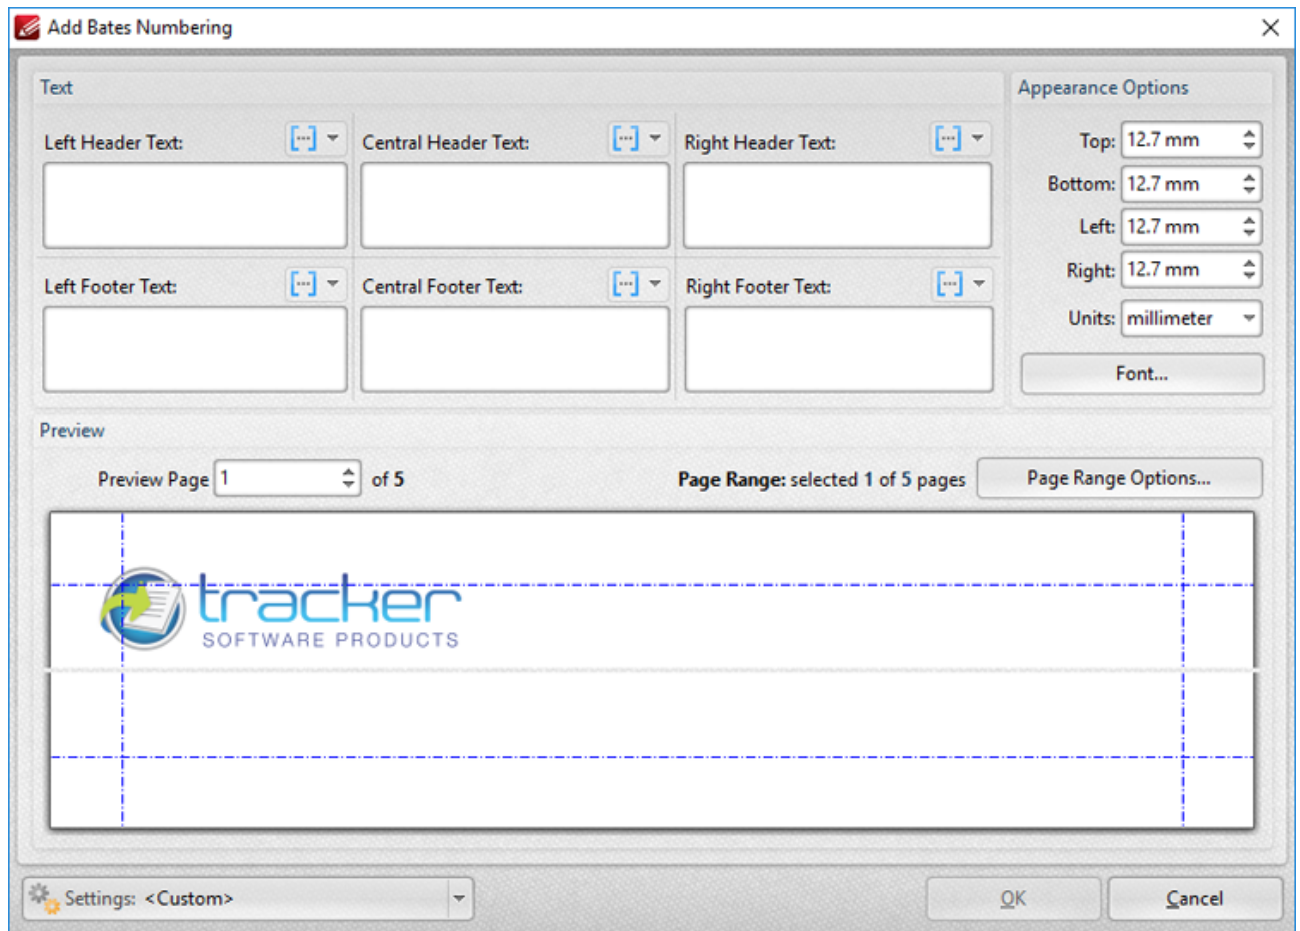 Add Bates Numbering
Text
Left Header Text:
Central Header Text:
Right Header Text:
Left Footer Text:
Central Footer Text:
Right Footer Text:
Appearance Options
Top: 12.7 mm
Bottom: 12.7 mm
Left: 12.7 mm
Right: 12.7 mm
Units: millimeter
Font...
Preview
Preview Page 1 of 5
Page Range: selected 1 of 5 pages
Page Range Options...
tracker
SOFTWARE PRODUCTS
Settings: <Custom>
OK
Cancel